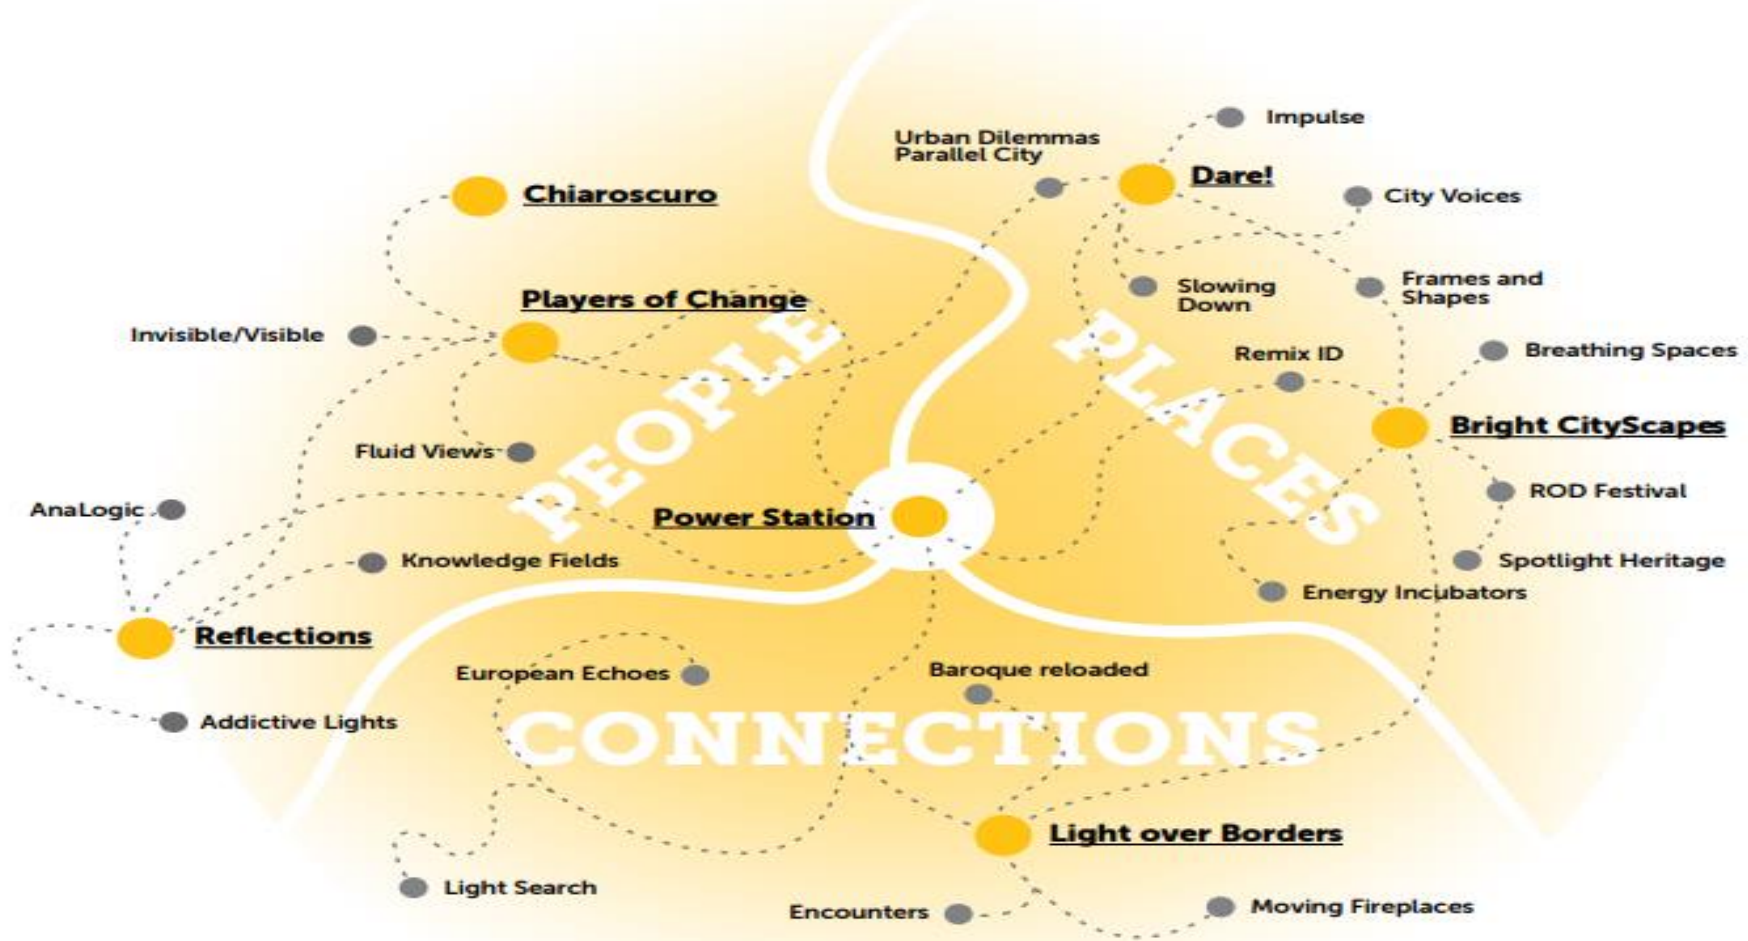 Impulse
Urban Dilemmas
Parallel City
Dare!
Chiaroscuro
City Voices
Players of Change
Slowing
Down
Frames and
Shapes
Invisible/Visible
PEOPLE
PLACES
Remix ID
Breathing Spaces
Bright CityScapes
Fluid Views
ROD Festival
AnaLogic
Power Station
Knowledge Fields
Spotlight Heritage
Energy Incubators
Reflections
European Echoes
Baroque reloaded
Addictive Lights
CONNECTIONS
Light over Borders
Light Search
Encounters
Moving Fireplaces